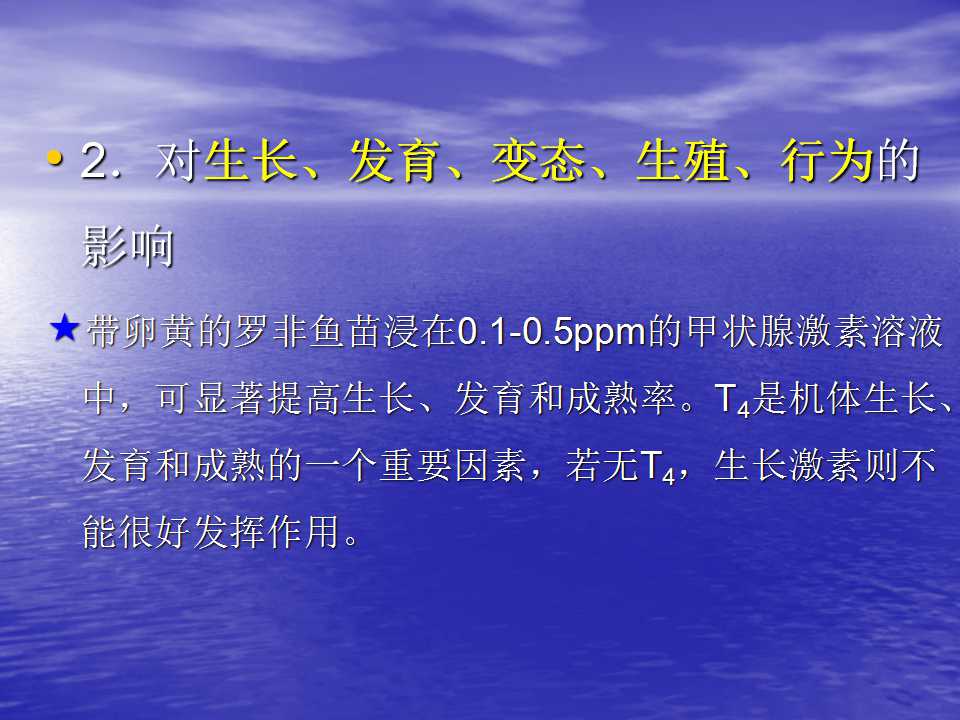 • 2．对生长、发育、变态、生殖、行为的
影响
★带卵黄的罗非鱼苗浸在0.1-0.5ppm的甲状腺激素溶液
中，可显著提高生长、发育和成熟率。T₄是机体生长、
发育和成熟的一个重要因素，若无T₄，生长激素则不
能很好发挥作用。